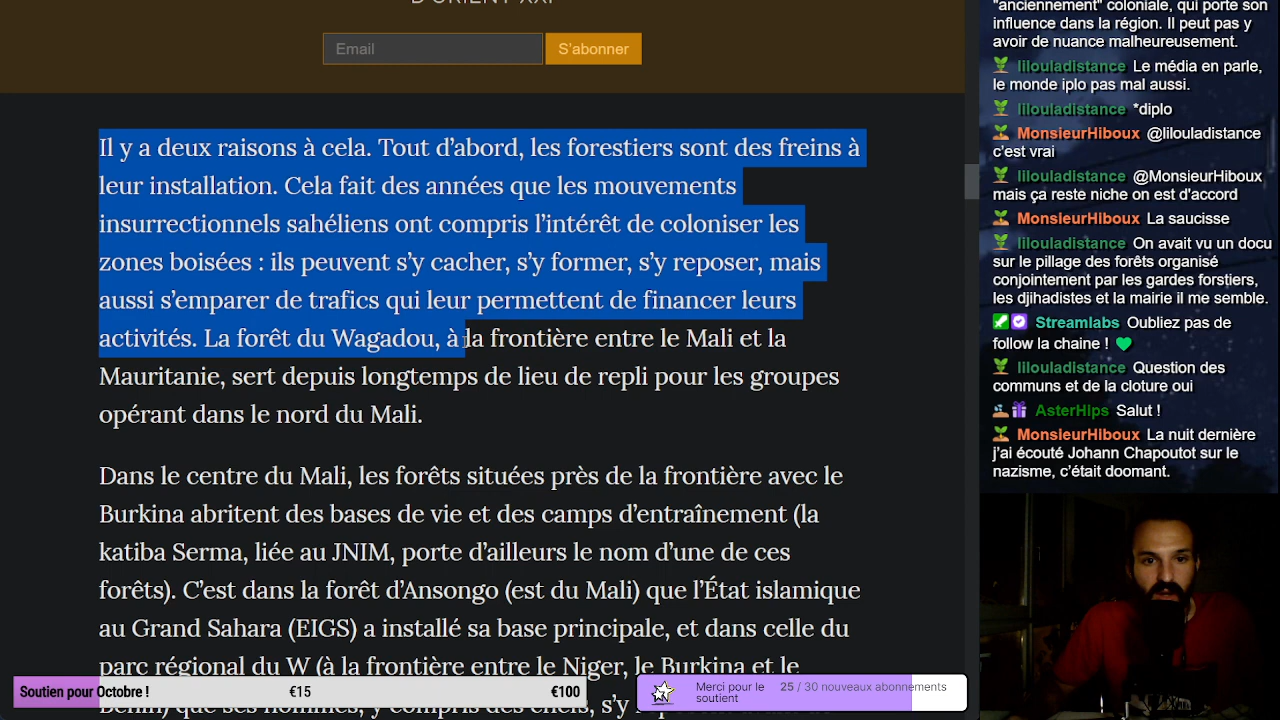 D'ORIENT XXI
Email
S'abonner
Il y a deux raisons à cela. Tout d’abord, les forestiers sont des freins à
leur installation. Cela fait des années que les mouvements
insurrectionnels sahéliens ont compris l’intérêt de coloniser les
zones boisées : ils peuvent s’y cacher, s’y former, s’y reposer, mais
aussi s’emparer de trafics qui leur permettent de financer leurs
activités. La forêt du Wagadou, à la frontière entre le Mali et la
Mauritanie, sert depuis longtemps de lieu de repli pour les groupes
opérant dans le nord du Mali.
Dans le centre du Mali, les forêts situées près de la frontière avec le
Burkina abritent des bases de vie et des camps d’entraînement (la
katiba Serma, liée au JNIM, porte d’ailleurs le nom d’une de ces
forêts). C’est dans la forêt d’Ansongo (est du Mali) que l’État islamique
au Grand Sahara (EIGS) a installé sa base principale, et dans celle du
parc régional du W (à la frontière entre le Niger, le Burkina et le
Soutien pour Octobre !
€15
€100
Merci pour le
soutien
25 / 30 nouveaux abonnements
"anciennement" coloniale, qui porte son
influence dans la région. Il peut pas y
avoir de nuance malheureusement.
lilouladistance Le média en parle,
le monde iplo pas mal aussi.
lilouladistance *diplo
MonsieurHiboux @lilouladistance
c'est vrai
lilouladistance @MonsieurHiboux
mais ça reste niche on est d'accord
MonsieurHiboux La saucisse
lilouladistance On avait vu un docu
sur le pillage des forêts organisé
conjointement par les gardes forstiers,
les djihadistes et la mairie il me semble.
Streamlabs Oubliez pas de
follow la chaine !
lilouladistance Question des
communs et de la cloture oui
AsterHips Salut !
MonsieurHiboux La nuit dernière
j'ai écouté Johann Chapoutot sur le
nazisme, c'était doomant.